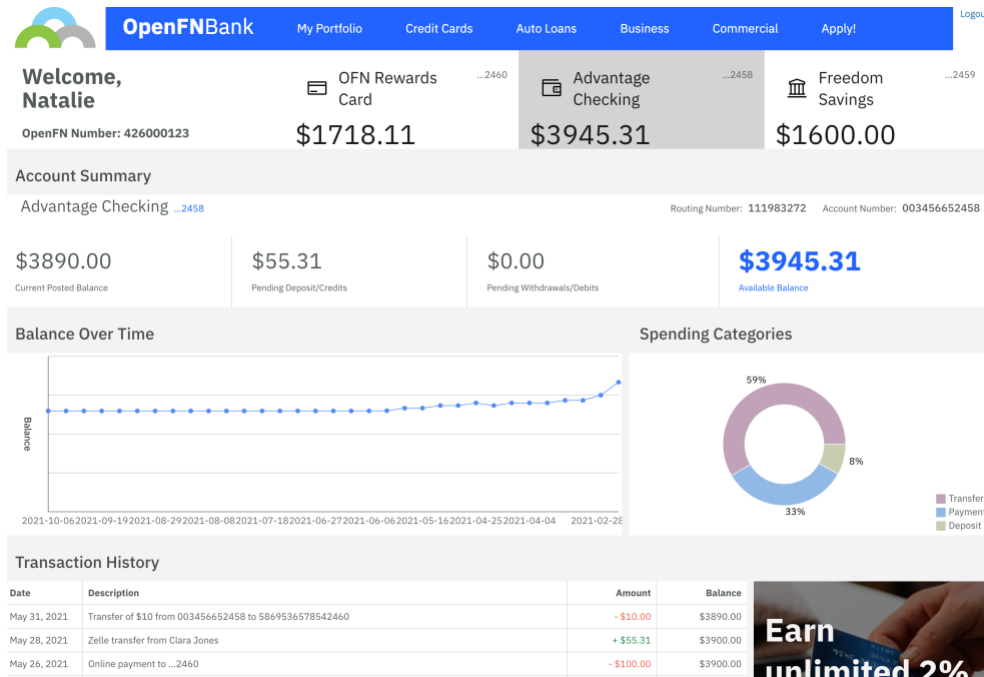 OpenFNBank
My Portfolio
Credit Cards
Auto Loans
Business
Commercial
Apply!
Welcome,
Natalie
OpenFN Number: 426000123
OFN Rewards
Card
...2460
$1718.11
Advantage
Checking
...2458
$3945.31
Freedom
Savings
...2459
$1600.00
Account Summary
Advantage Checking ...2458
Routing Number: 111983272 Account Number: 003456652458
$3890.00
Current Posted Balance
$55.31
Pending Deposit/Credits
$0.00
Pending Withdrawals/Debits
$3945.31
Available Balance
Balance Over Time
Balance
2021-10-06 2021-09-19 2021-08-29 2021-08-08 2021-07-18 2021-06-27 2021-06-06 2021-05-16 2021-04-25 2021-04-04 2021-02-28
Spending Categories
59%
8%
33%
Transfer
Payment
Deposit
Transaction History
Date Description Amount Balance
May 31, 2021 Transfer of $10 from 003456652458 to 5869536578542460 - $10.00 $3890.00
May 28, 2021 Zelle transfer from Clara Jones + $55.31 $3900.00
May 26, 2021 Online payment to ...2460 - $100.00 $3900.00
Earn
unlimited 2%